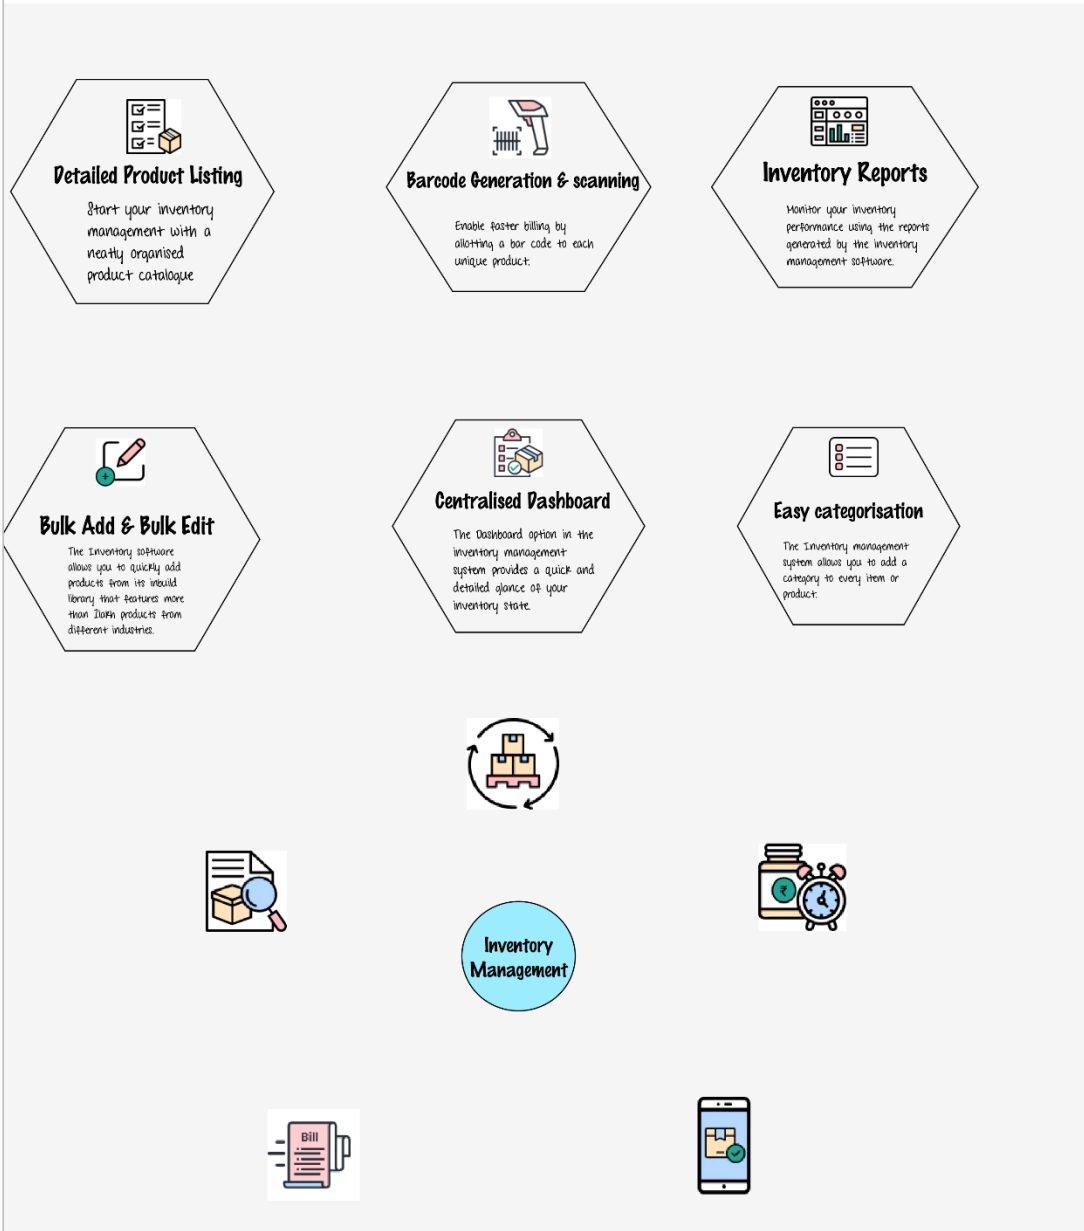 Detailed Product Listing
Start your inventory
management with a
neatly organised
product catalogue
Barcode Generation & scanning
Enable faster billing by
allotting a bar code to each
unique product.
Inventory Reports
Monitor your inventory
performance using the reports
generated by the inventory
management software.
Bulk Add & Bulk Edit
The Inventory software
allows you to quickly add
products from its inbuild
library that features more
than 1lakh products from
different industries.
Centralised Dashboard
The Dashboard option in the
inventory management
system provides a quick and
detailed glance of your
inventory state.
Easy categorisation
The Inventory management
system allows you to add a
category to every item or
product.
₹
Inventory
Management
Bill